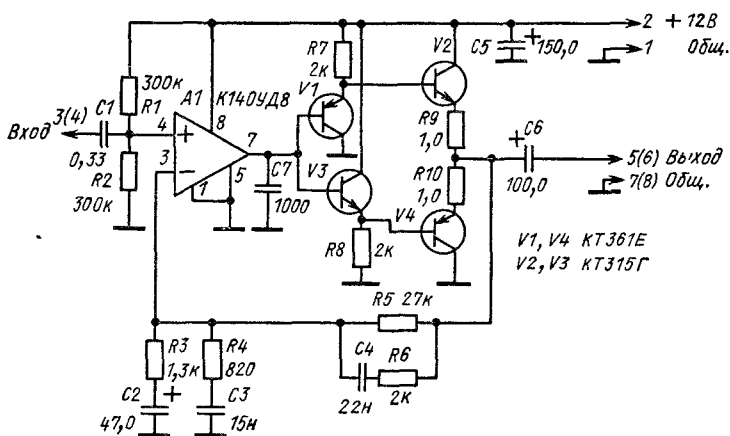 2 + 12В
1 Общ.
R7
2к
V2
C5
+
150,0
300к
R1
A1
К140УД8
V1
C1
3(4)
Вход
0,33
4
+
8
7
3
−
1
5
R2
300к
C7
1000
V3
R9
1,0
R10
1,0
+
C6
100,0
5(6) Выход
7(8) Общ.
V4
R8
2к
V1, V4 КТ361Е
V2, V3 КТ315Г
R5 27к
R3
1,3к
R4
820
C4
R6
22н
2к
C2
+
47,0
C3
15н